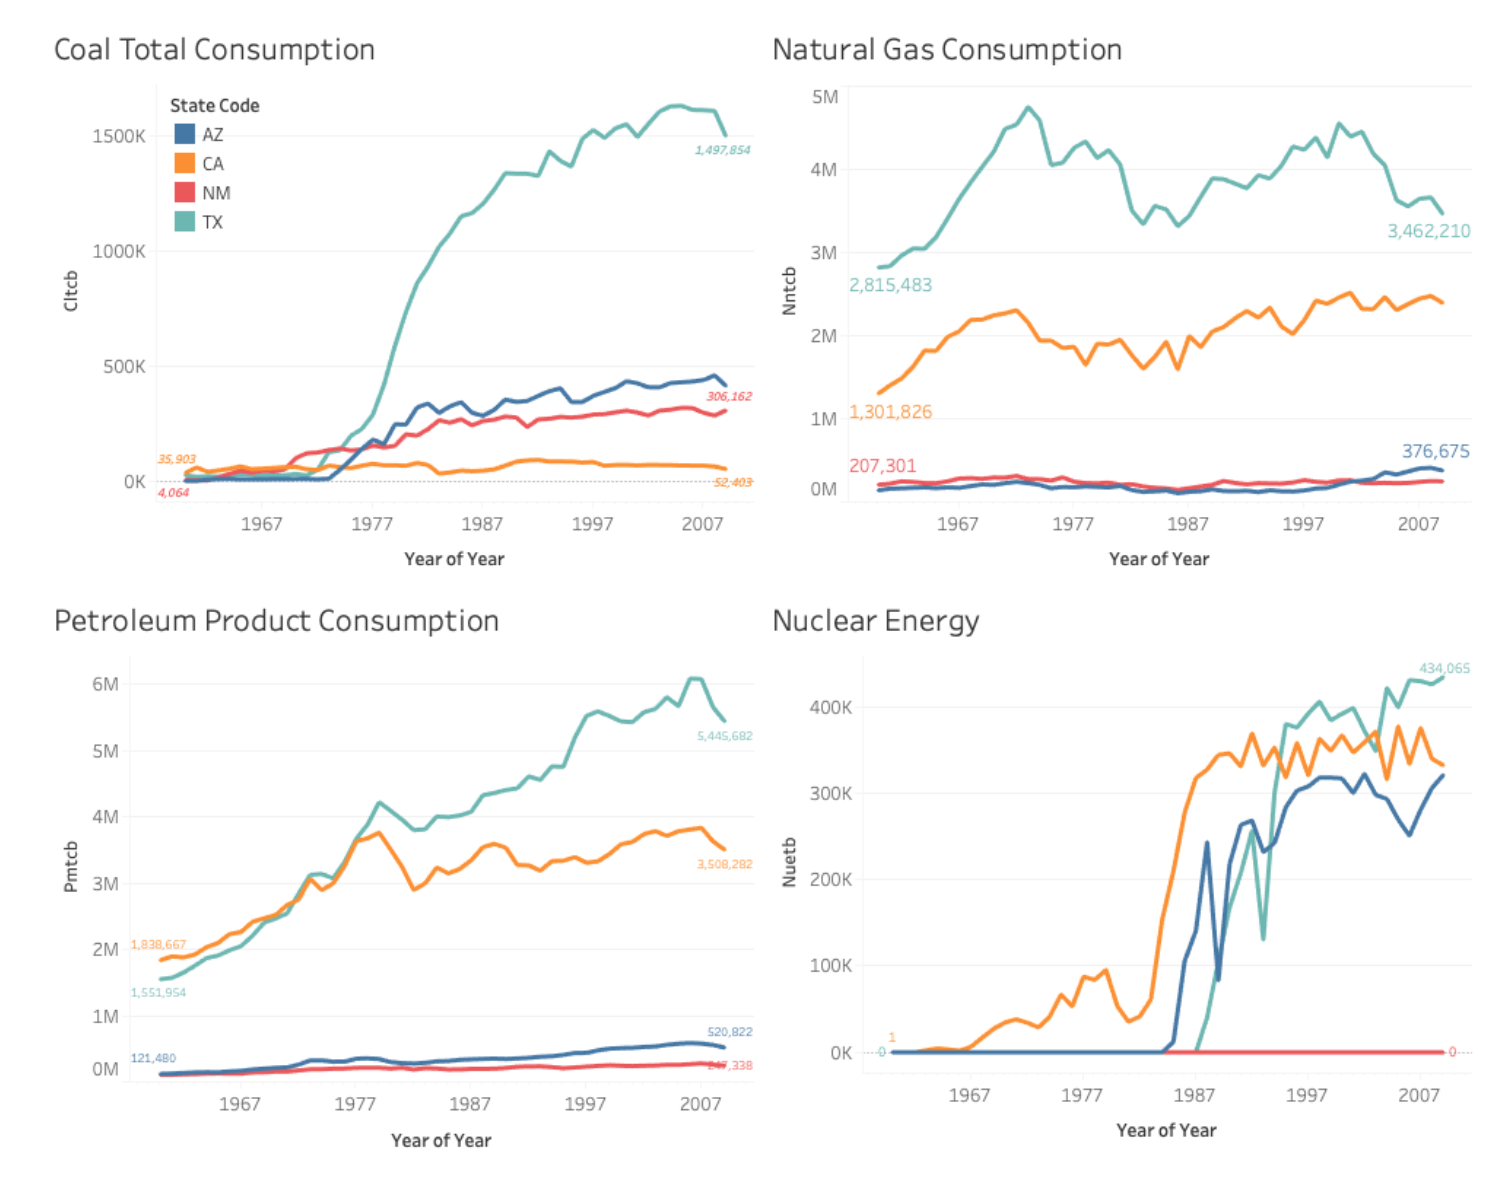 Coal Total Consumption
State Code
AZ
CA
NM
TX
1500K
1000K
500K
0K
Cltcb
1,497,854
306,162
35,903
4,064
52,403
1967 1977 1987 1997 2007
Year of Year
Natural Gas Consumption
5M
4M
3M
2M
1M
0M
Nntcb
3,462,210
2,815,483
1,301,826
376,675
207,301
1967 1977 1987 1997 2007
Year of Year
Petroleum Product Consumption
6M
5M
4M
3M
2M
1M
0M
Pmtcb
5,445,682
3,508,282
1,838,667
1,551,954
520,822
121,480
247,338
1967 1977 1987 1997 2007
Year of Year
Nuclear Energy
400K
300K
200K
100K
0K
Nuetb
434,065
1
0
0
1967 1977 1987 1997 2007
Year of Year